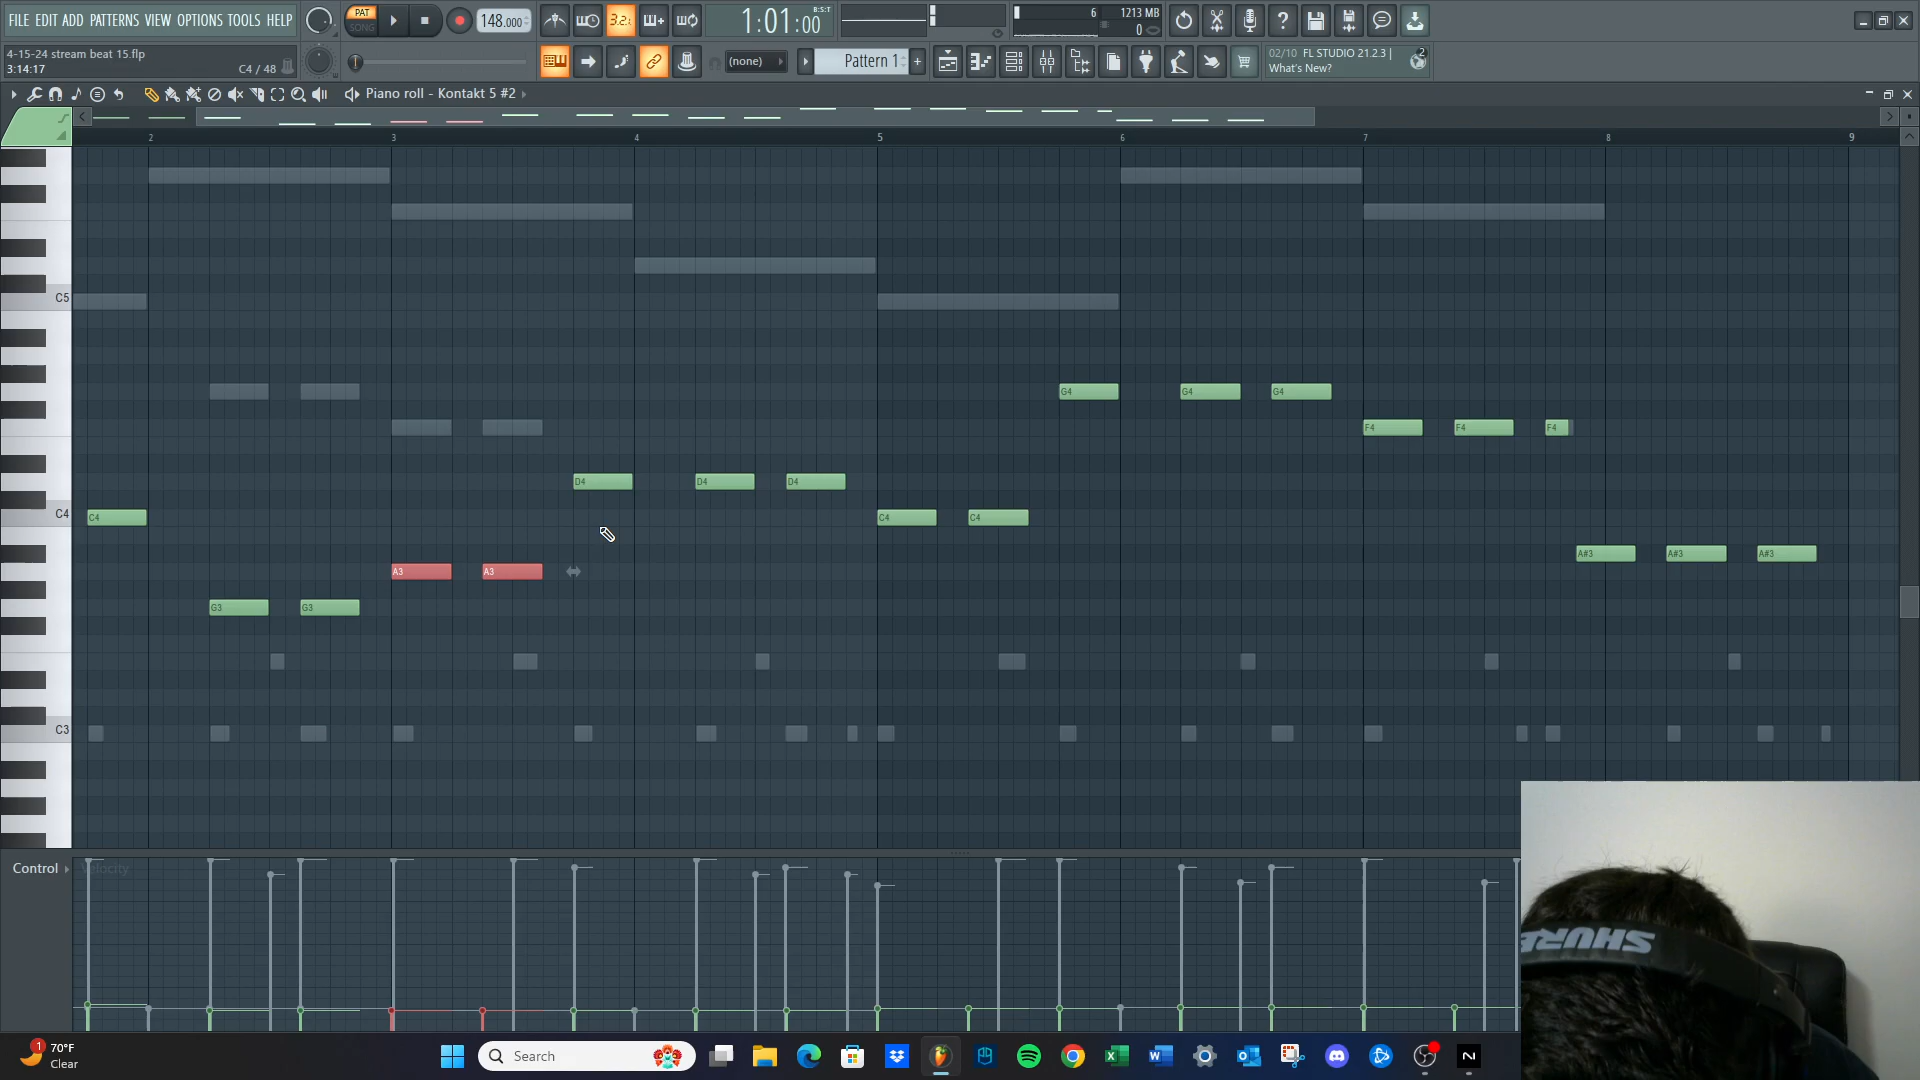 FILE EDIT ADD PATTERNS VIEW OPTIONS TOOLS HELP
PAT
SONG
148.000
3.2.
1:01:00
B:S:T
6
1213 MB
0
4-15-24 stream beat 15.flp
3:14:17
C4 / 48
(none)
Pattern 1
02/10 FL STUDIO 21.2.3 |
What's New?
Piano roll - Kontakt 5 #2
2 3 4 5 6 7 8 9
C5
G4 G4 G4
F4 F4 F4
D4 D4 D4
C4 C4 C4 C4
A#3 A#3 A#3
A3 A3
G3 G3
C3
Control
Velocity
SHURE
1
70°F
Clear
Search